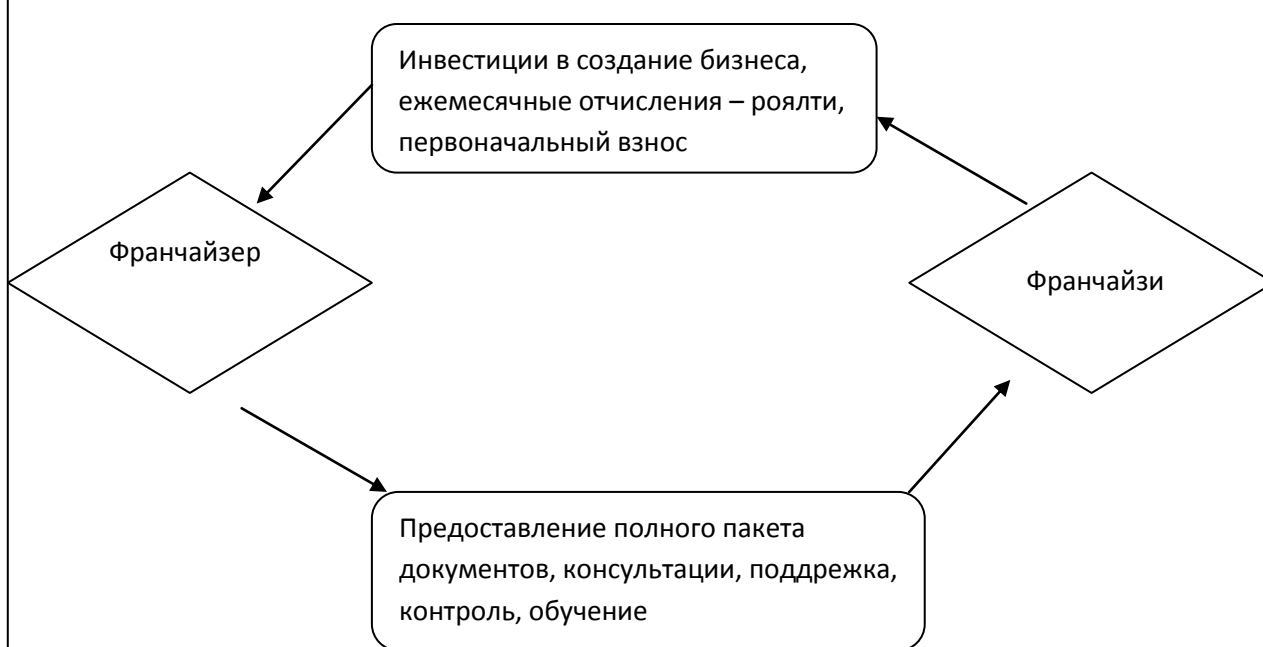 Инвестиции в создание бизнеса,
ежемесячные отчисления – роялти,
первоначальный взнос
Франчайзер
Франчайзи
Предоставление полного пакета
документов, консультации, поддрежка,
контроль, обучение